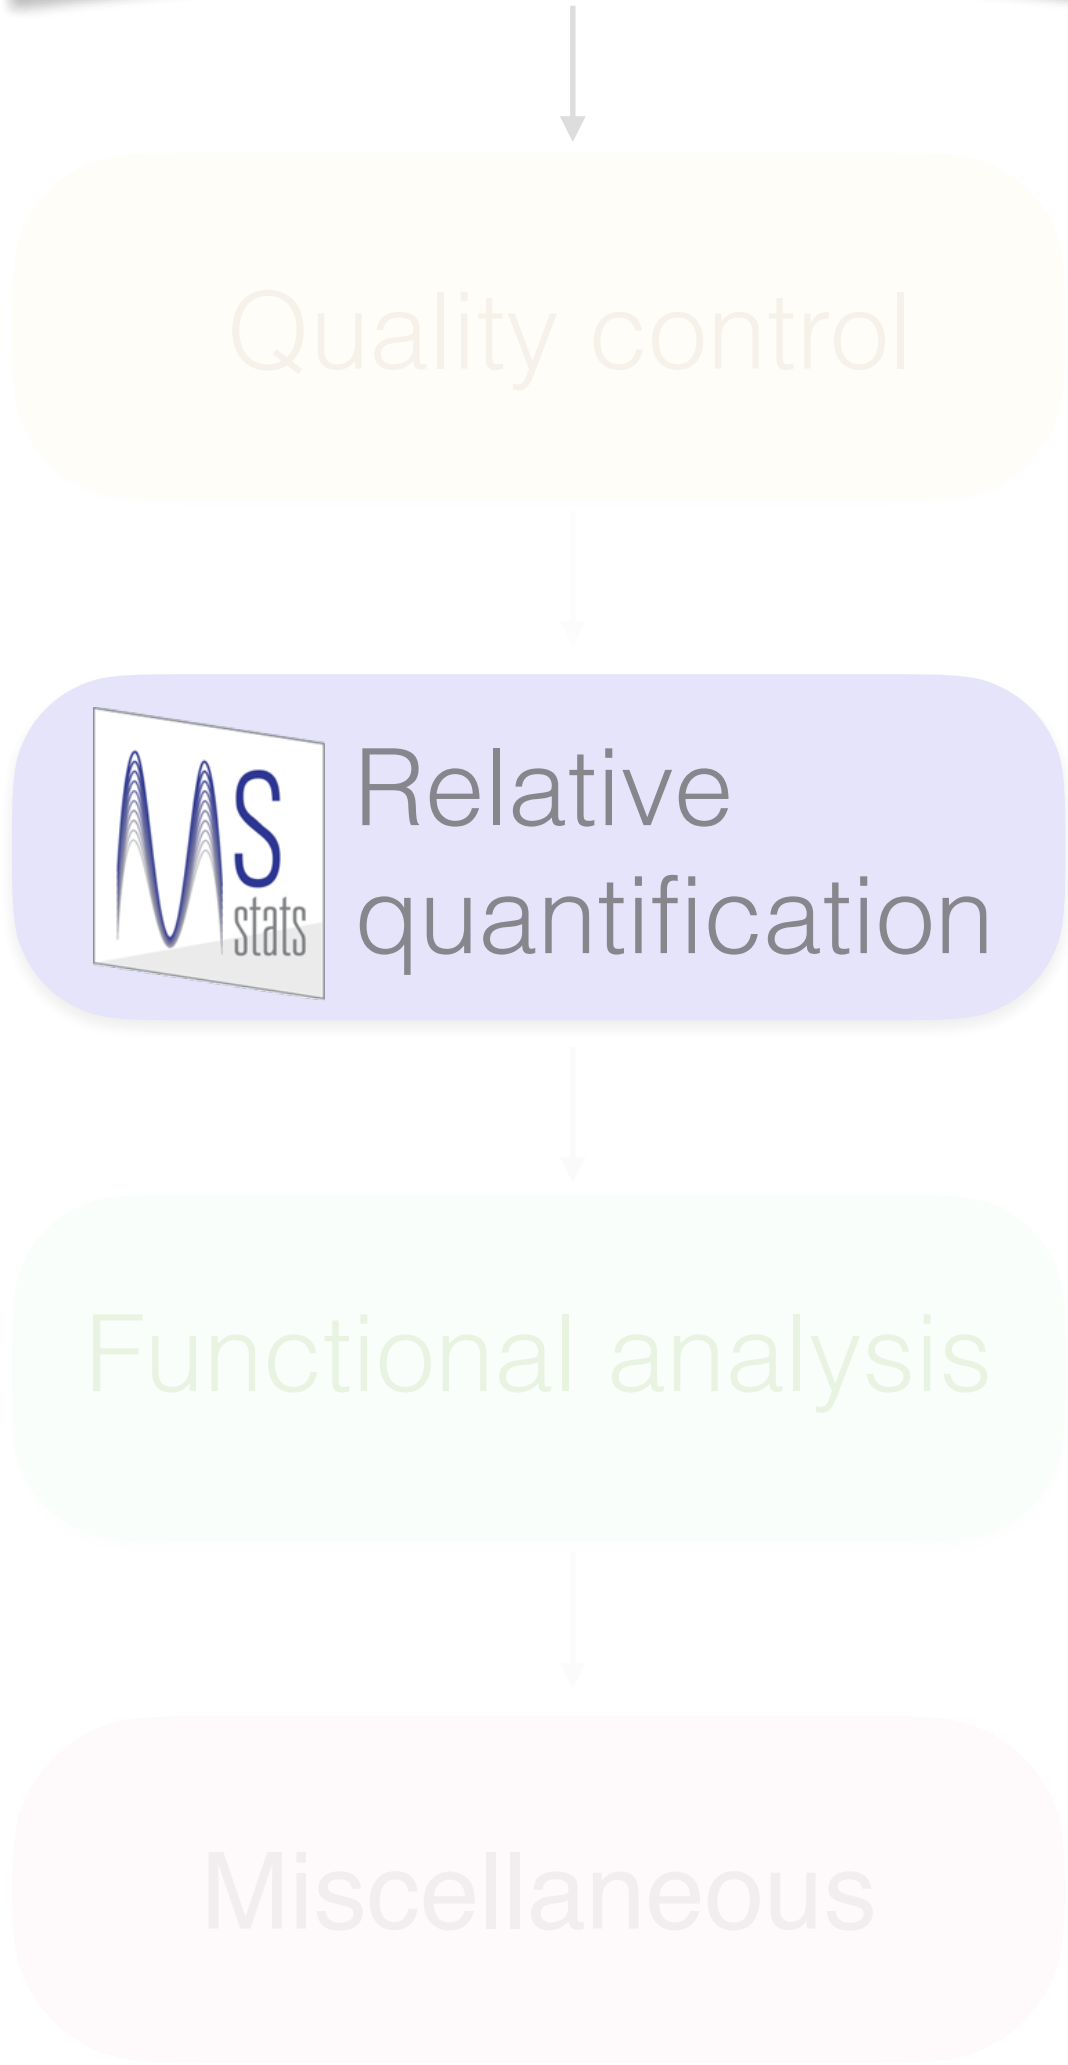 Quality control
MS
stats
Relative
quantification
Functional analysis
Miscellaneous